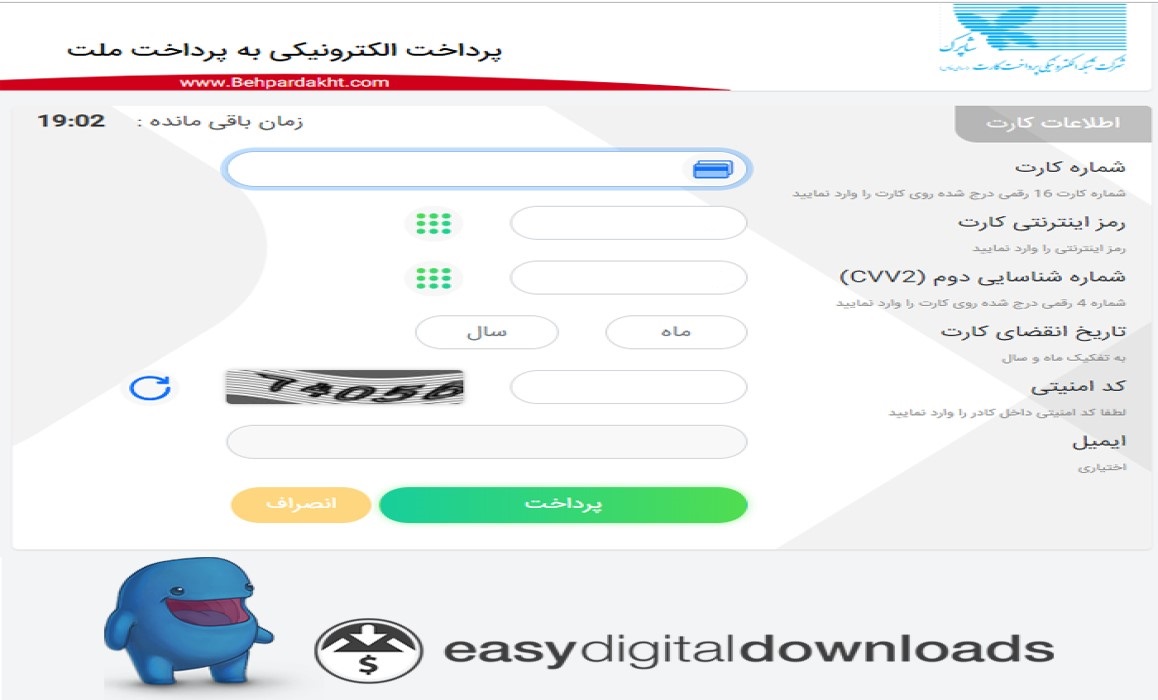 پرداخت الکترونیکی به پرداخت ملت
www.Behpardakht.com
شاپرک
شرکت شبکه الکترونیکی پرداخت کارت
اطلاعات کارت
زمان باقی مانده : 19:02
شماره کارت
شماره کارت 16 رقمی درج شده روی کارت را وارد نمایید
رمز اینترنتی کارت
رمز اینترنتی را وارد نمایید
شماره شناسایی دوم (CVV2)
شماره 4 رقمی درج شده روی کارت را وارد نمایید
تاریخ انقضای کارت
ماه
سال
به تفکیک ماه و سال
کد امنیتی
74056
لطفا کد امنیتی داخل کادر را وارد نمایید
ایمیل
اختیاری
پرداخت
انصراف
$
easydigitaldownloads